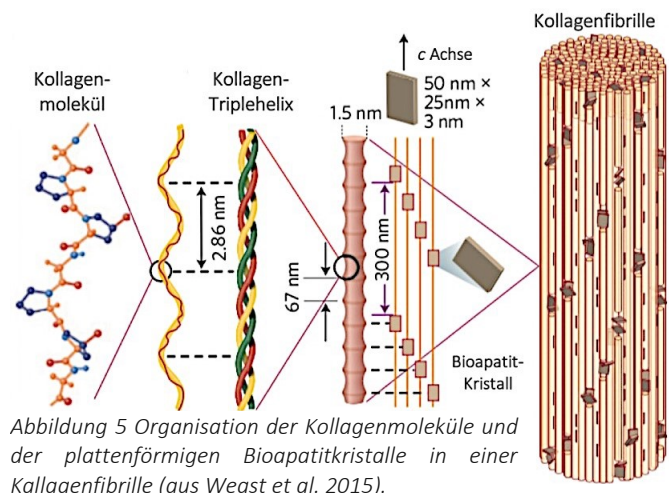 Kollagenfibrille
Kollagen-
molekül
Kollagen-
Triplehelix
c Achse
50 nm ×
25nm ×
3 nm
1.5 nm
2.86 nm
67 nm
300 nm
Bioapatit-
Kristall
Abbildung 5 Organisation der Kollagenmoleküle und
der plattenförmigen Bioapatitkristalle in einer
Kallagenfibrille (aus Wegst et al. 2015).